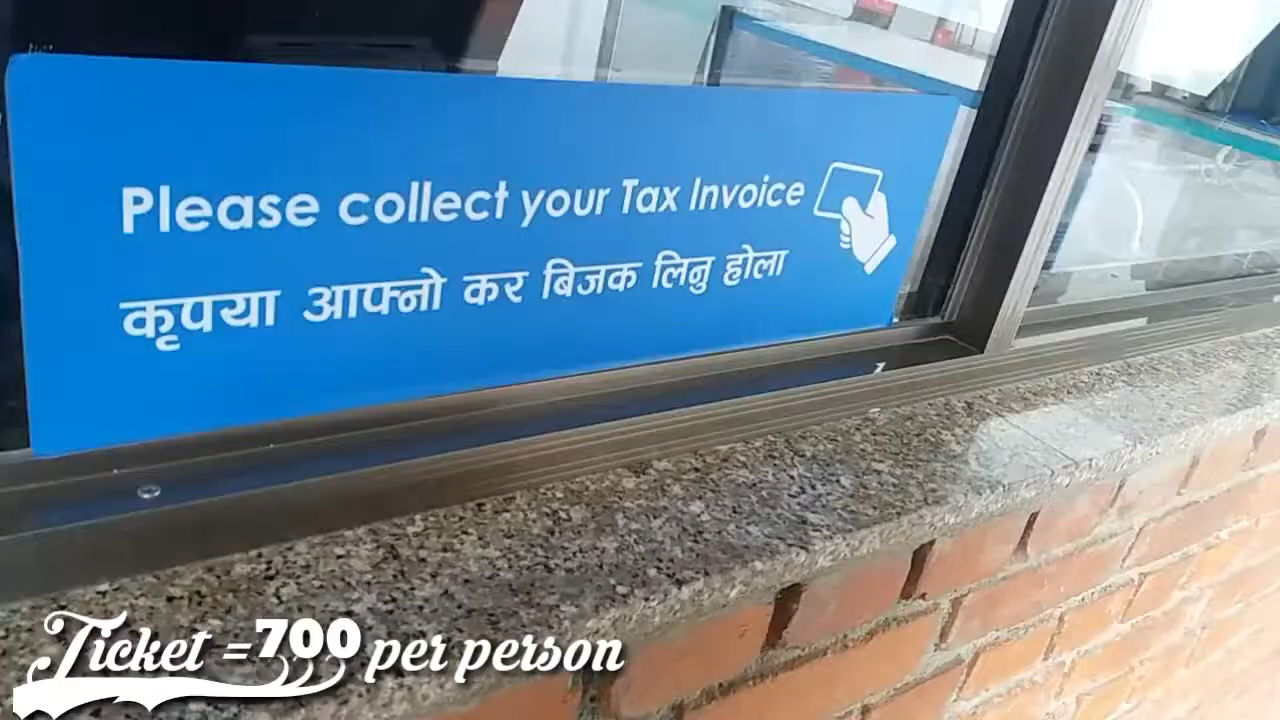 Please collect your Tax Invoice
कृपया आफ्नो कर बिजक लिनु होला
Ticket =700 per person